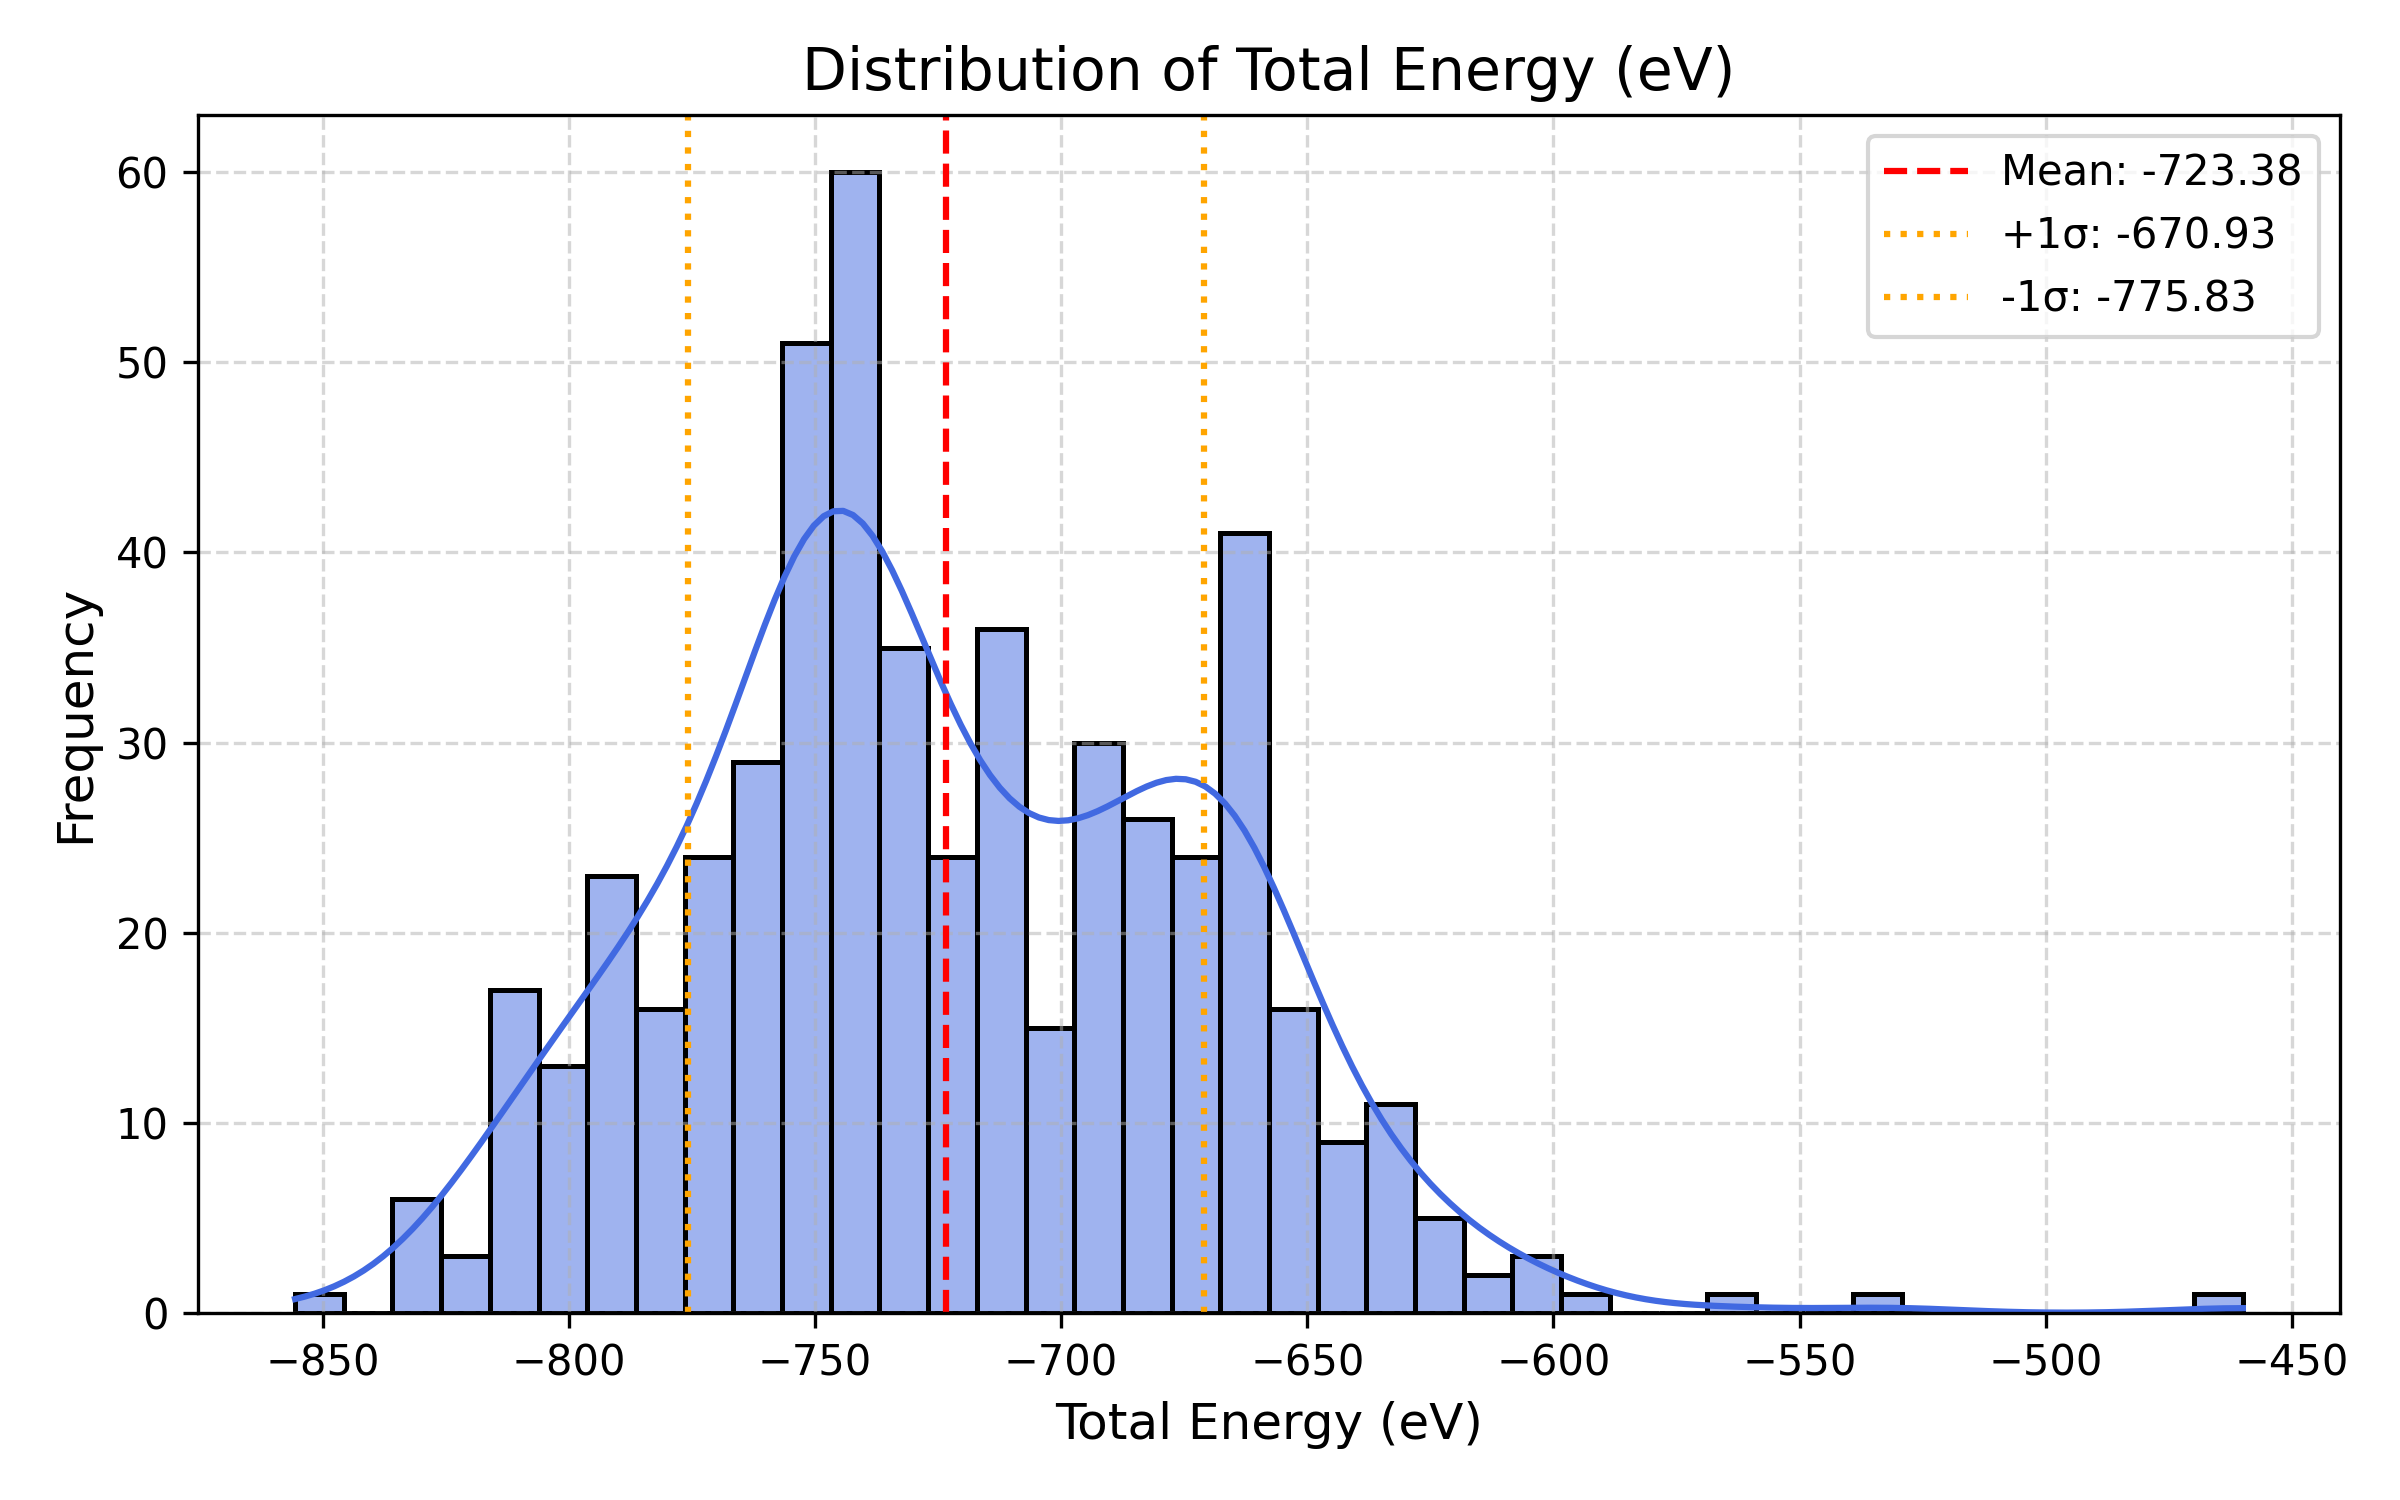 Distribution of Total Energy (eV)
Mean: -723.38
+1σ: -670.93
-1σ: -775.83
Frequency
60
50
40
30
20
10
0
−850 −800 −750 −700 −650 −600 −550 −500 −450
Total Energy (eV)